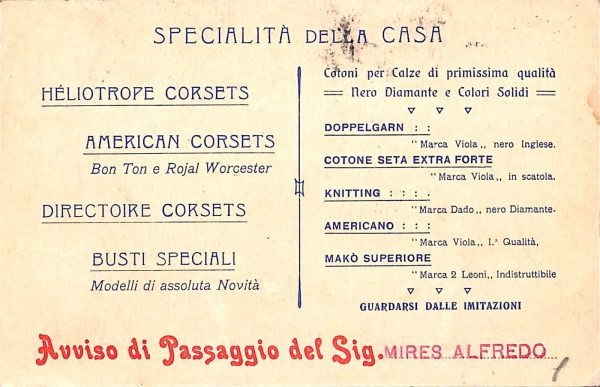 SPECIALITÀ DELLA CASA
HÉLIOTROPE CORSETS
AMERICAN CORSETS
Bon Ton e Rojal Worcester
DIRECTOIRE CORSETS
BUSTI SPECIALI
Modelli di assoluta Novità
Cotoni per Calze di primissima qualità
Nero Diamante e Colori Solidi
DOPPELGARN : :
"Marca Viola,, nero Inglese.
COTONE SETA EXTRA FORTE
"Marca Viola,, in scatola.
KNITTING : : : .
"Marca Dado,, nero Diamante.
AMERICANO : : :
"Marca Viola,, I.ª Qualità,
MAKÒ SUPERIORE
"Marca 2 Leoni,, Indistruttibile
GUARDARSI DALLE IMITAZIONI
Avviso di Passaggio del Sig. MIRES ALFREDO